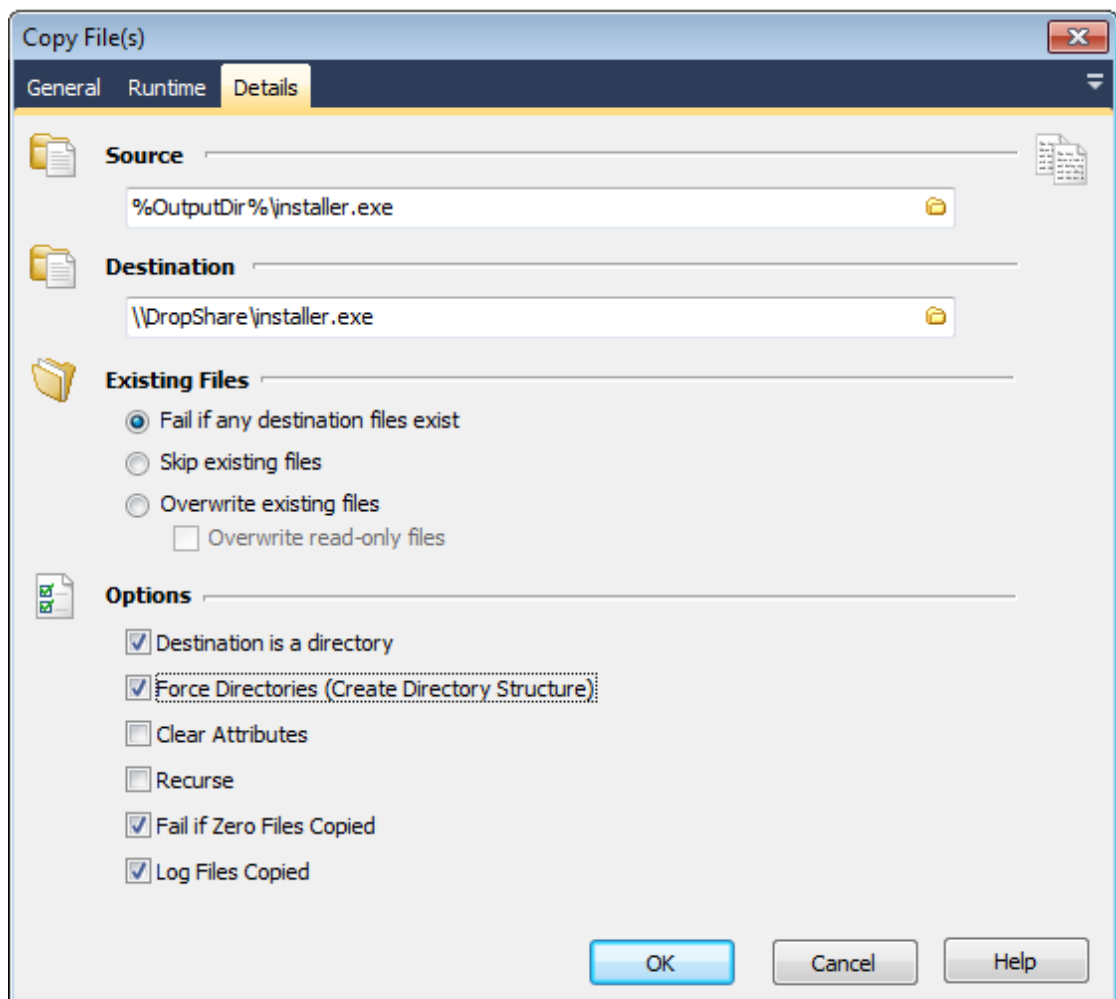 Copy File(s)
General Runtime Details
Source
%OutputDir%\installer.exe
Destination
\\DropShare\installer.exe
Existing Files
Fail if any destination files exist
Skip existing files
Overwrite existing files
Overwrite read-only files
Options
Destination is a directory
Force Directories (Create Directory Structure)
Clear Attributes
Recurse
Fail if Zero Files Copied
Log Files Copied
OK Cancel Help